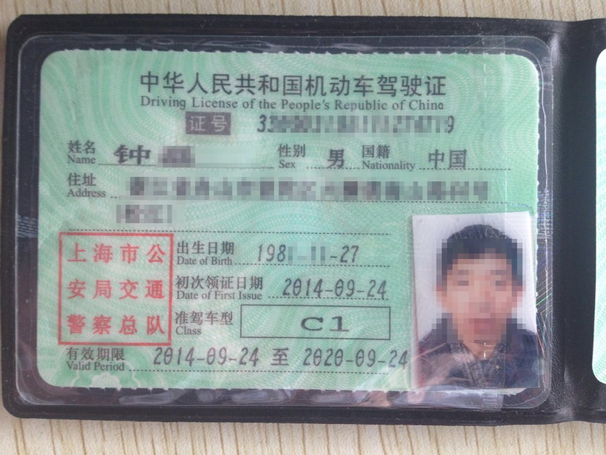 中华人民共和国机动车驾驶证
Driving License of the People's Republic of China
证号
姓名 钟 性别 男 国籍 中国
Name Sex Nationality
住址
Address
上海市公
安局交通
警察总队
出生日期 -11-27
Date of Birth
初次领证日期 2014-09-24
Date of First Issue
准驾车型 C1
Class
有效期限 2014-09-24 至 2020-09-24
Valid Period